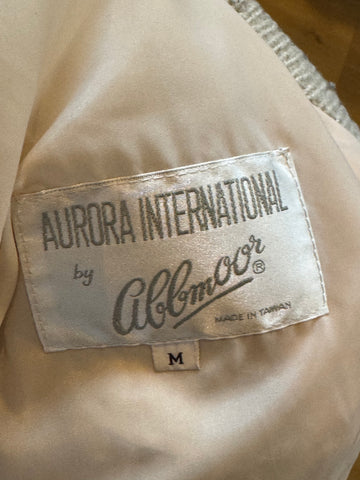 AURORA INTERNATIONAL
by
abbmoor ®
MADE IN TAIWAN
M